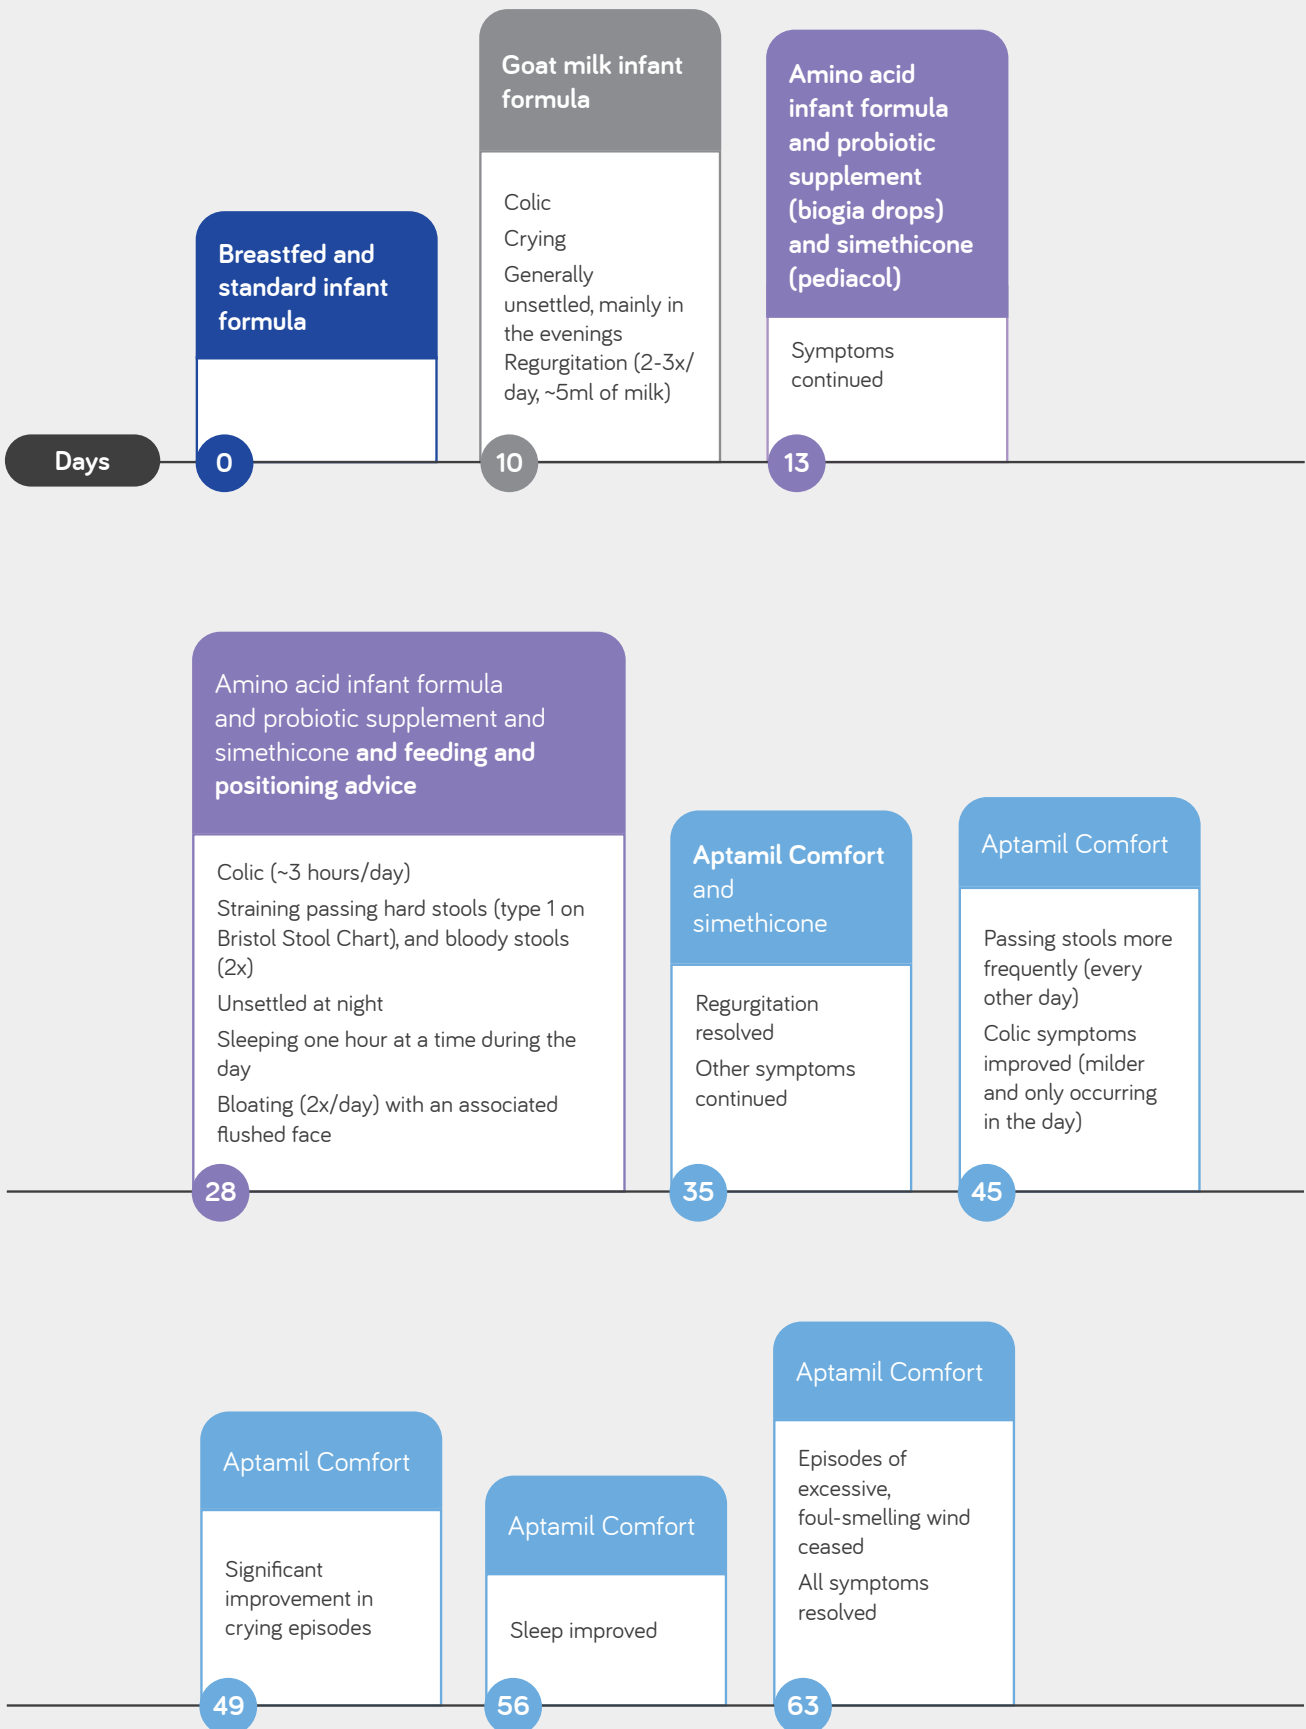 Goat milk infant
formula
Amino acid
infant formula
and probiotic
supplement
(biogia drops)
and simethicone
(pediacol)
Breastfed and
standard infant
formula
Colic
Crying
Generally
unsettled, mainly in
the evenings
Regurgitation (2-3x/
day, ~5ml of milk)
Symptoms
continued
Days
0
10
13
Amino acid infant formula
and probiotic supplement and
simethicone and feeding and
positioning advice
Colic (~3 hours/day)
Straining passing hard stools (type 1 on
Bristol Stool Chart), and bloody stools
(2x)
Unsettled at night
Sleeping one hour at a time during the
day
Bloating (2x/day) with an associated
flushed face
28
Aptamil Comfort
and
simethicone
Regurgitation
resolved
Other symptoms
continued
35
Aptamil Comfort
Passing stools more
frequently (every
other day)
Colic symptoms
improved (milder
and only occurring
in the day)
45
Aptamil Comfort
Significant
improvement in
crying episodes
49
Aptamil Comfort
Sleep improved
56
Aptamil Comfort
Episodes of
excessive,
foul-smelling wind
ceased
All symptoms
resolved
63